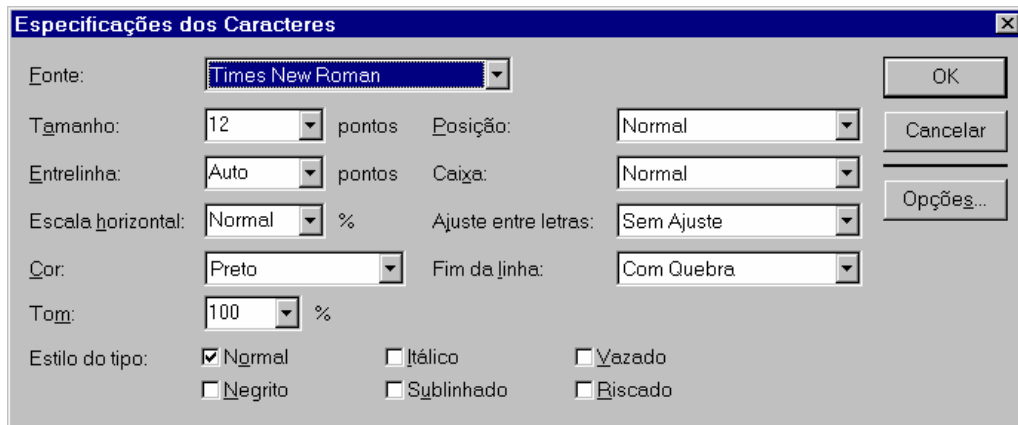 Especificações dos Caracteres
Fonte: Times New Roman OK
Tamanho: 12 pontos Posição: Normal Cancelar
Entrelinha: Auto pontos Caixa: Normal
Opções...
Escala horizontal: Normal % Ajuste entre letras: Sem Ajuste
Cor: Preto Fim da linha: Com Quebra
Tom: 100 %
Estilo do tipo: Normal Itálico Vazado
Negrito Sublinhado Riscado